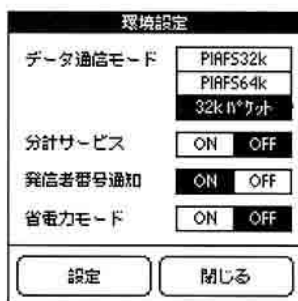 環境設定
データ通信モード PIAFS32k
PIAFS64k
32kパケット
分計サービス ON OFF
発信者番号通知 ON OFF
省電力モード ON OFF
設定 閉じる